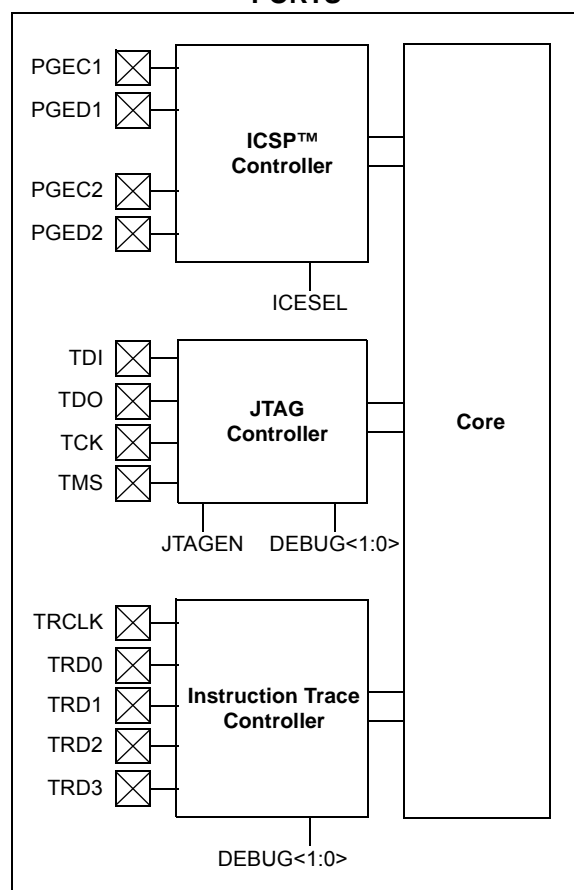 PGEC1
PGED1
PGEC2
PGED2
ICSP™
Controller
ICESEL
TDI
TDO
TCK
TMS
JTAG
Controller
JTAGEN DEBUG<1:0>
Core
TRCLK
TRD0
TRD1
TRD2
TRD3
Instruction Trace
Controller
DEBUG<1:0>